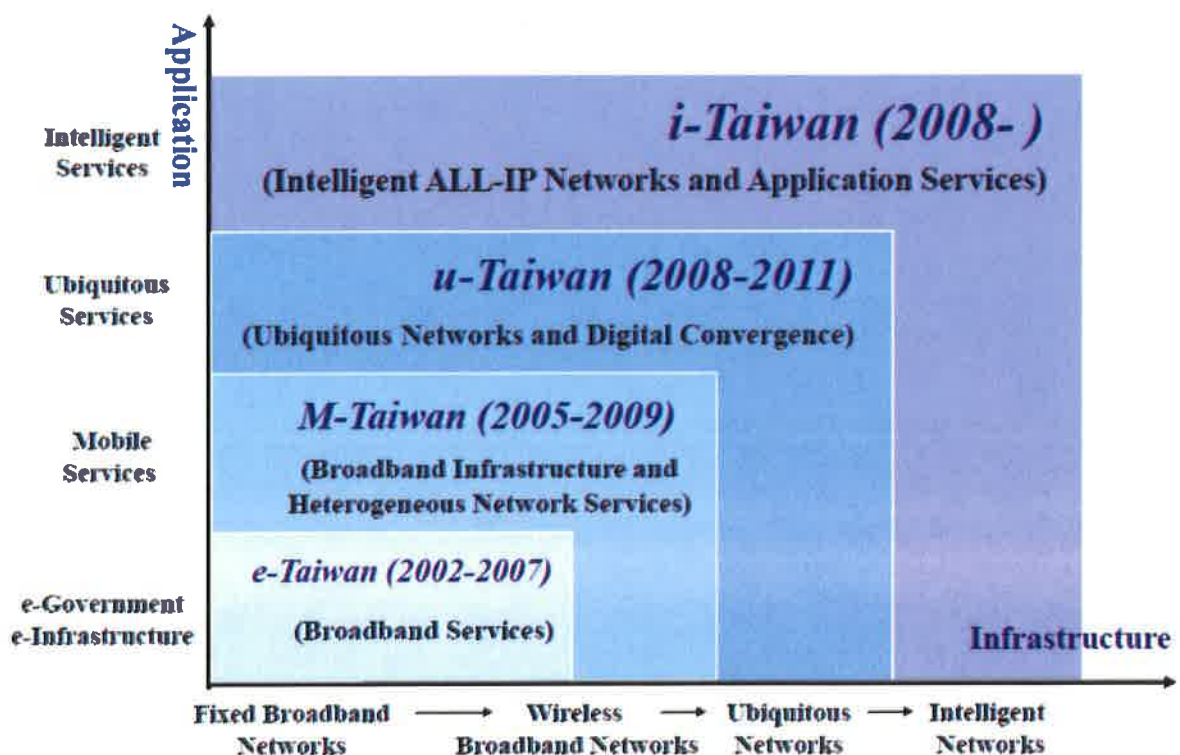 Application
Intelligent
Services
i-Taiwan (2008- )
(Intelligent ALL-IP Networks and Application Services)
Ubiquitous
Services
u-Taiwan (2008-2011)
(Ubiquitous Networks and Digital Convergence)
Mobile
Services
M-Taiwan (2005-2009)
(Broadband Infrastructure and
Heterogeneous Network Services)
e-Government
e-Infrastructure
e-Taiwan (2002-2007)
(Broadband Services)
Infrastructure
Fixed Broadband
Networks
Wireless
Broadband Networks
Ubiquitous
Networks
Intelligent
Networks